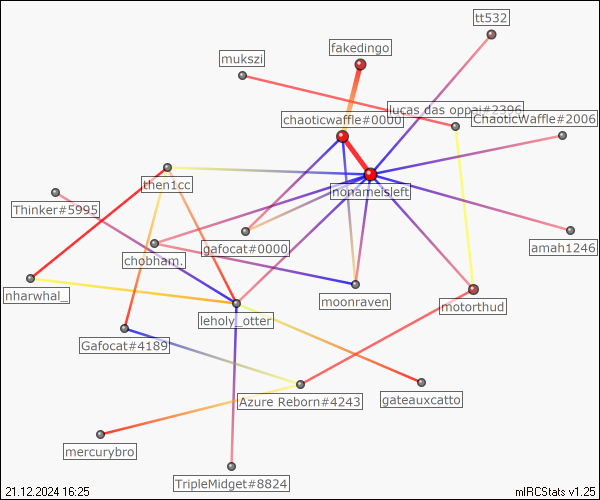 tt532
fakedingo
mukszi
lucas das oppai#2396
chaoticwaffle#0000
ChaoticWaffle#2006
then1cc
nonameisleft
Thinker#5995
gafocat#0000
amah1246
chobham.
nharwhal_
moonraven
motorthud
leholy_otter
Gafocat#4189
Azure Reborn#4243
gateauxcatto
mercurybro
TripleMidget#8824
21.12.2024 16:25
mIRCStats v1.25